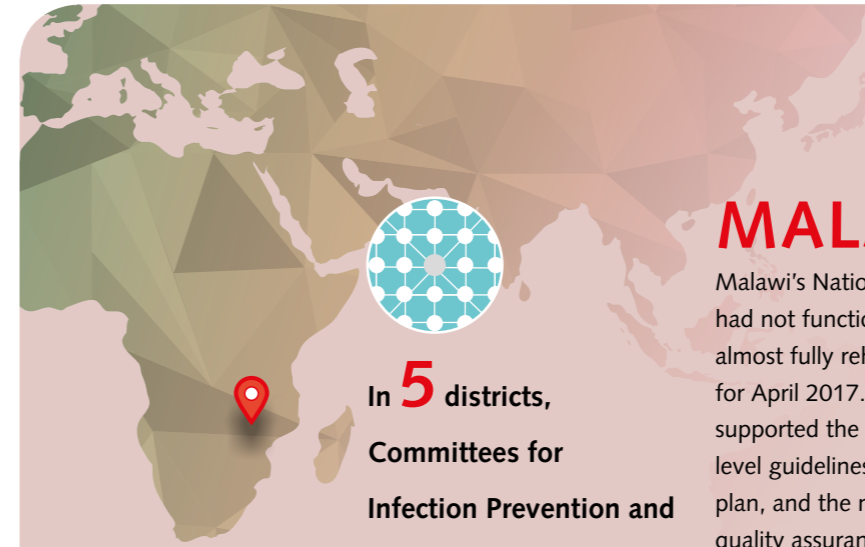 In 5 districts,
Committees for
Infection Prevention and
MAL
Malawi's Natio
had not functio
almost fully reh
for April 2017.
supported the
level guidelines
plan, and the
quality assuran